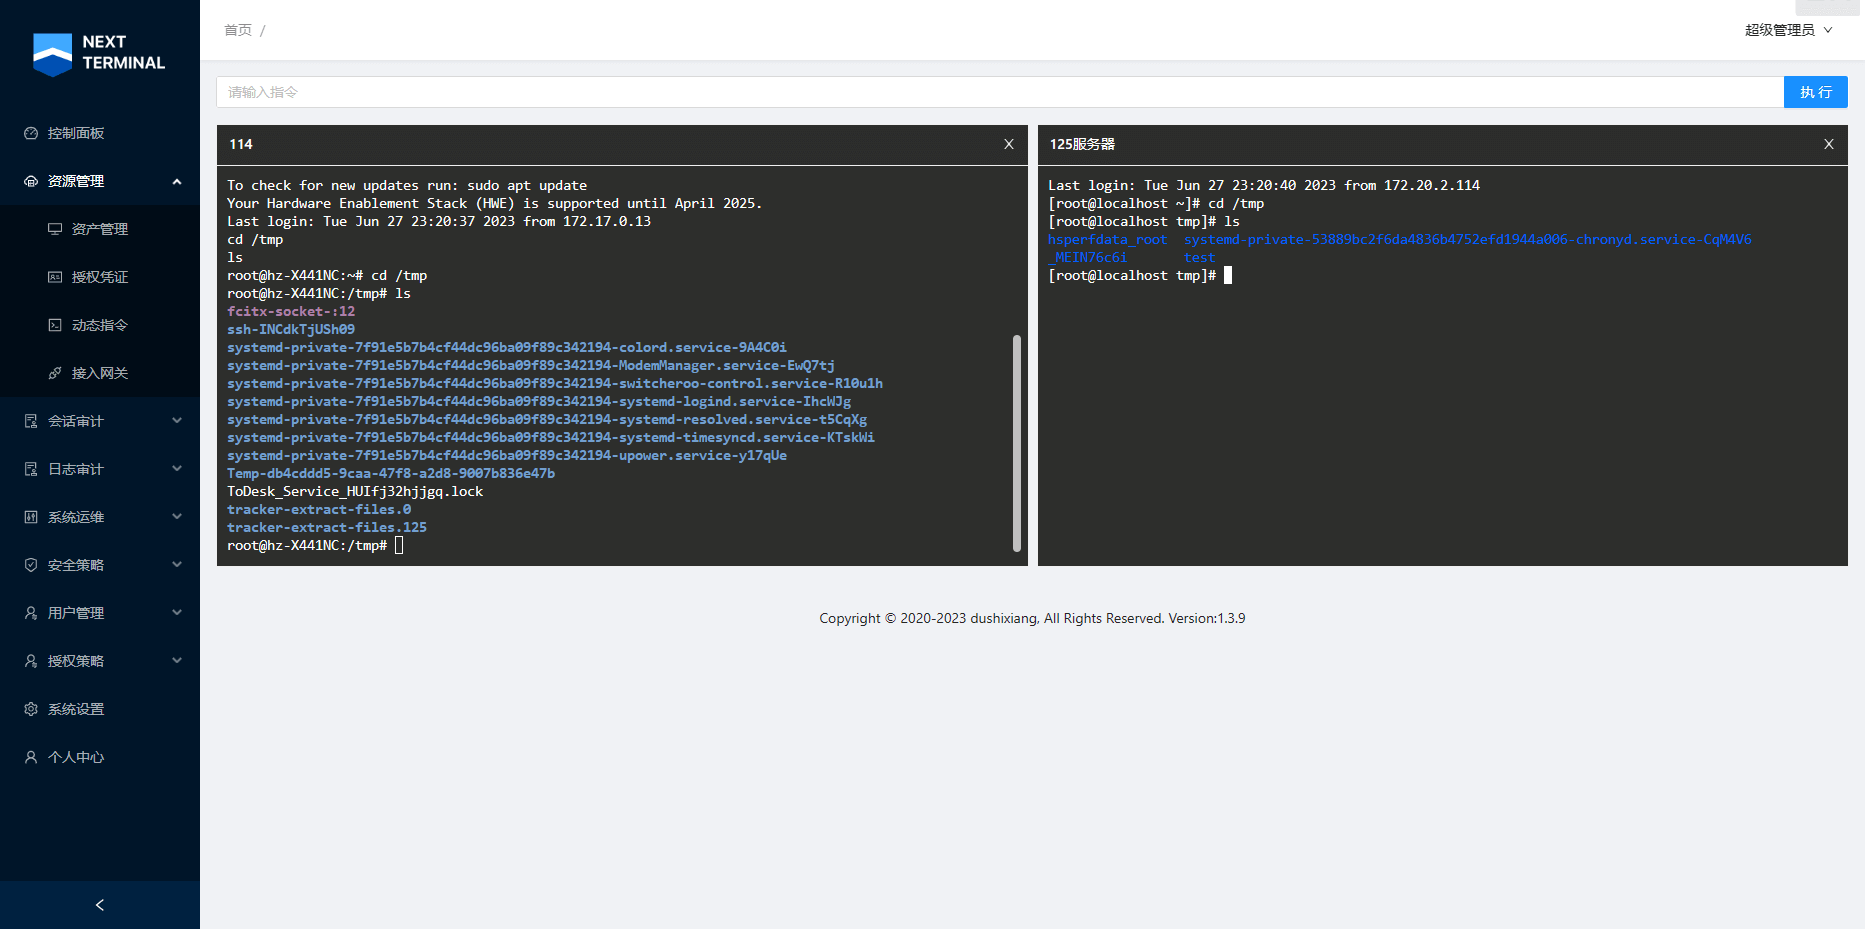 NEXT
TERMINAL
首页 /
超级管理员
控制面板
资源管理
资产管理
授权凭证
动态指令
接入网关
会话审计
日志审计
系统运维
安全策略
用户管理
授权策略
系统设置
个人中心
请输入指令
执 行
114
X
To check for new updates run: sudo apt update
Your Hardware Enablement Stack (HWE) is supported until April 2025.
Last login: Tue Jun 27 23:20:37 2023 from 172.17.0.13
cd /tmp
ls
root@hz-X441NC:~# cd /tmp
root@hz-X441NC:/tmp# ls
fcitx-socket-:12
ssh-INCdkTjUSh09
systemd-private-7f91e5b7b4cf44dc96ba09f89c342194-colord.service-9A4C0i
systemd-private-7f91e5b7b4cf44dc96ba09f89c342194-ModemManager.service-EwQ7tj
systemd-private-7f91e5b7b4cf44dc96ba09f89c342194-switcheroo-control.service-R10u1h
systemd-private-7f91e5b7b4cf44dc96ba09f89c342194-systemd-logind.service-IhcWJg
systemd-private-7f91e5b7b4cf44dc96ba09f89c342194-systemd-resolved.service-t5CqXg
systemd-private-7f91e5b7b4cf44dc96ba09f89c342194-systemd-timesyncd.service-KTskWi
systemd-private-7f91e5b7b4cf44dc96ba09f89c342194-upower.service-y17qUe
Temp-db4cddd5-9caa-47f8-a2d8-9007b836e47b
ToDesk_Service_HUIfj32hjjgq.lock
tracker-extract-files.0
tracker-extract-files.125
root@hz-X441NC:/tmp#
125服务器
X
Last login: Tue Jun 27 23:20:40 2023 from 172.20.2.114
[root@localhost ~]# cd /tmp
[root@localhost tmp]# ls
hsperfdata_root  systemd-private-53889bc2f6da4836b4752efd1944a006-chronyd.service-CqM4V6
_MEIN76c6i       test
[root@localhost tmp]#
Copyright © 2020-2023 dushixiang, All Rights Reserved. Version:1.3.9